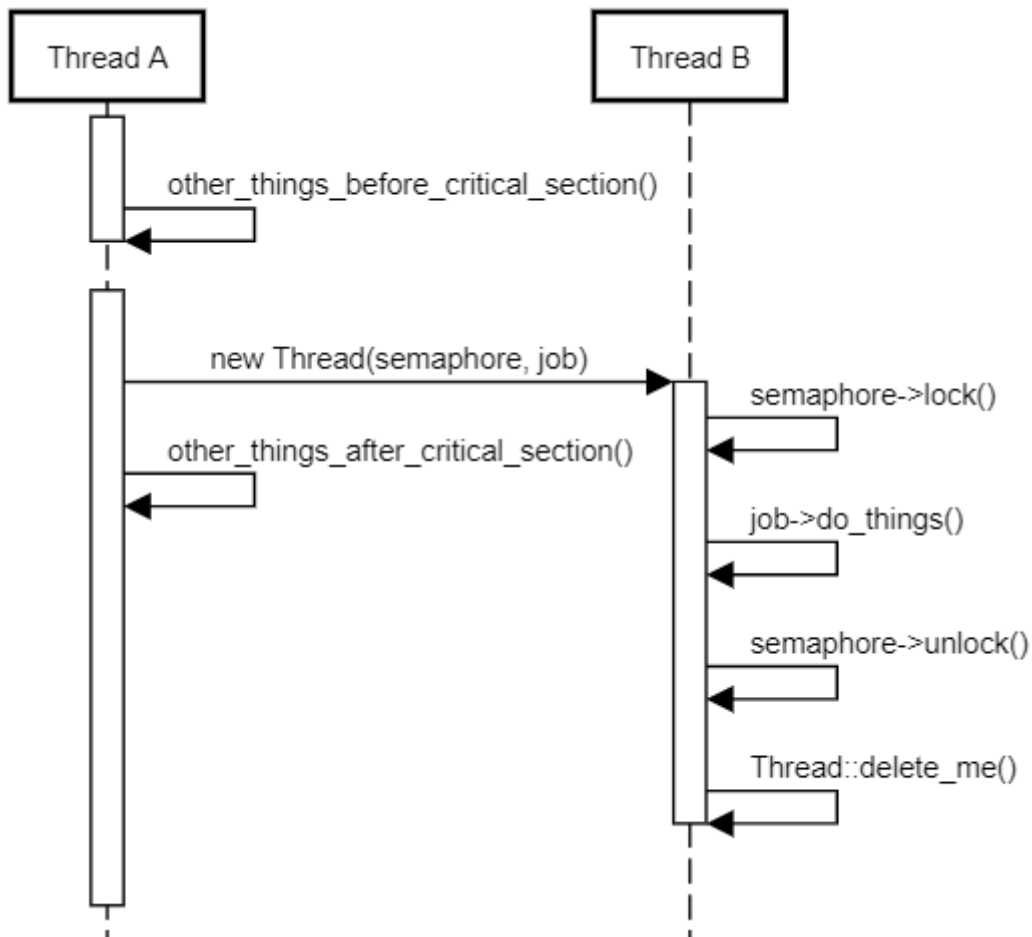 Thread A
Thread B
other_things_before_critical_section()
new Thread(semaphore, job)
semaphore->lock()
other_things_after_critical_section()
job->do_things()
semaphore->unlock()
Thread::delete_me()